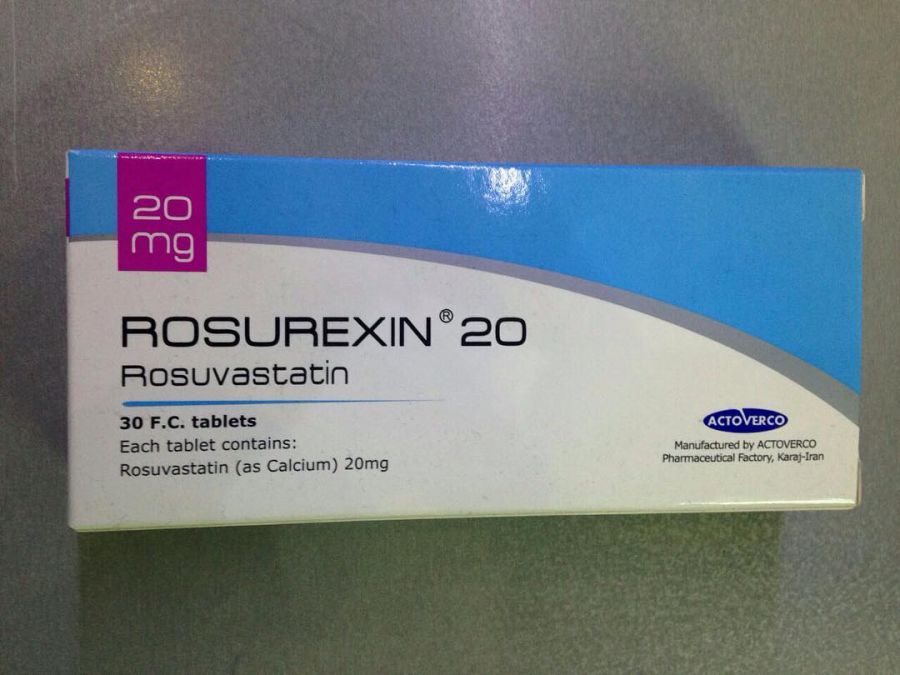 20
mg
ROSUREXIN® 20
Rosuvastatin
30 F.C. tablets
Each tablet contains:
Rosuvastatin (as Calcium) 20mg
ACTOVERCO
Manufactured by ACTOVERCO
Pharmaceutical Factory, Karaj-Iran